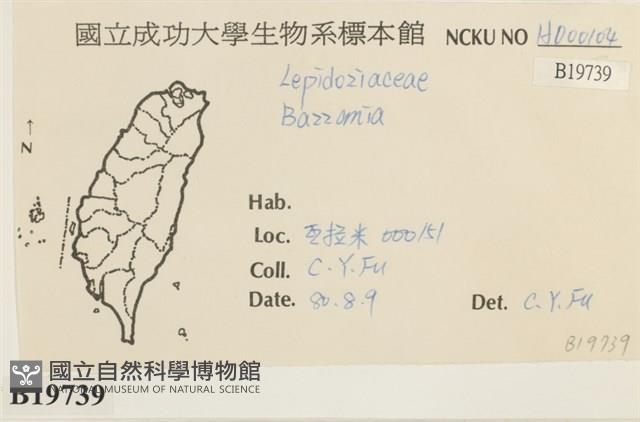 國立成功大學生物系標本館 NCKU NO H000104
B19739
Lepidoziaceae
Bazzania
N
Hab.
Loc. 亙拉米 000151
Coll. C. Y. Fu
Date. 80.8.9 Det. C. Y. Fu
B19739
國立自然科學博物館
NATIONAL MUSEUM OF NATURAL SCIENCE
B19739